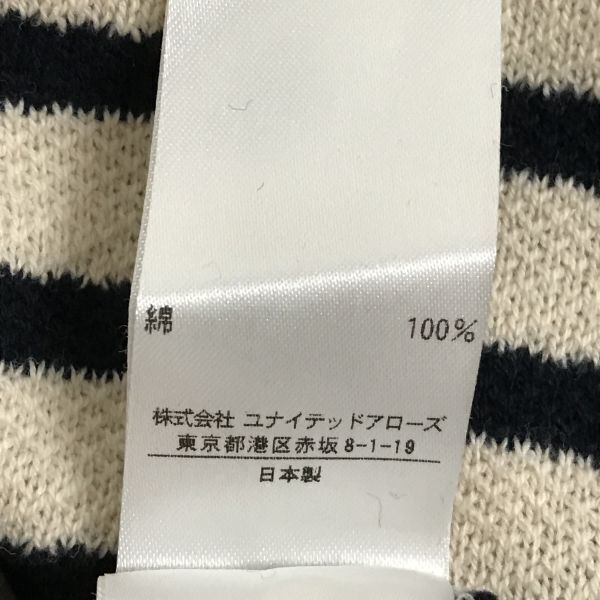 綿 100%
株式会社 ユナイテッドアローズ
東京都港区赤坂8-1-19
日本製